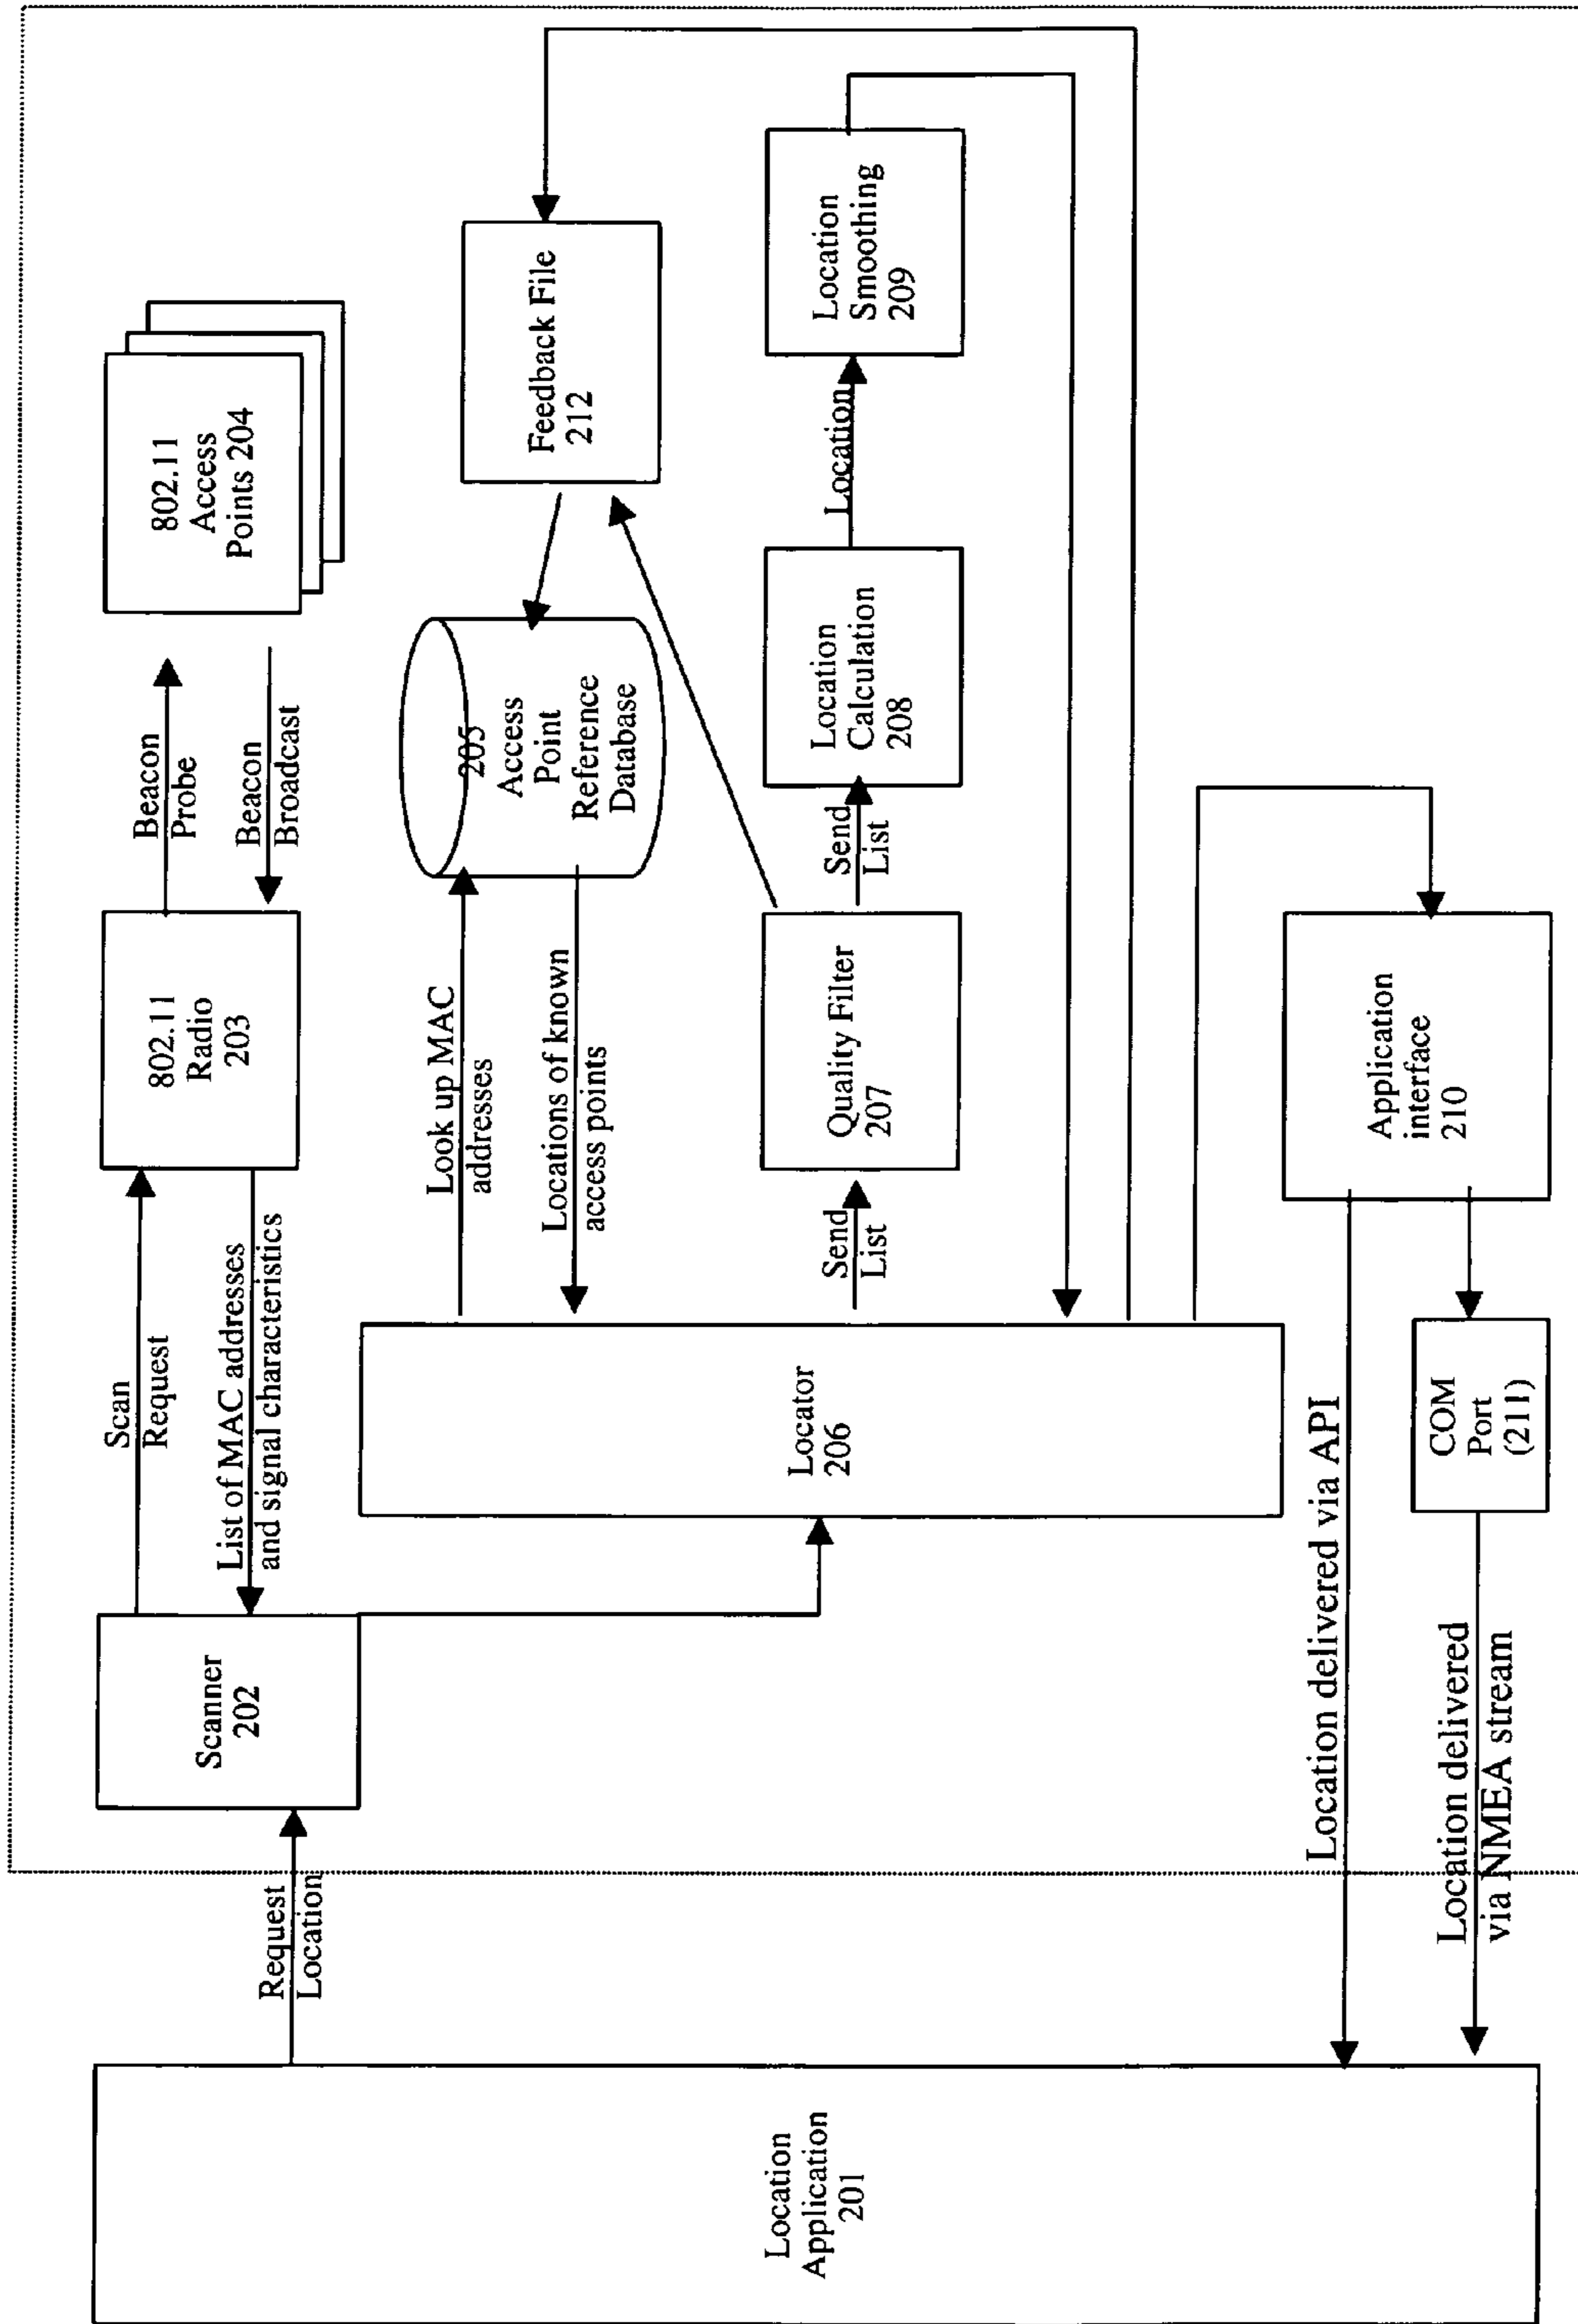 Location
Application
201
Request
Location
Scanner
202
Scan
Request
List of MAC addresses
and signal characteristics
802.11
Radio
203
Beacon
Probe
Beacon
Broadcast
802.11
Access
Points 204
Locator
206
Look up MAC
addresses
Locations of known
access points
205
Access
Point
Reference
Database
Feedback File
212
Send
List
Quality Filter
207
Send
List
Location
Calculation
208
Location
Location
Smoothing
209
Application
interface
210
Location delivered via API
COM
Port
(211)
Location delivered
via NMEA stream